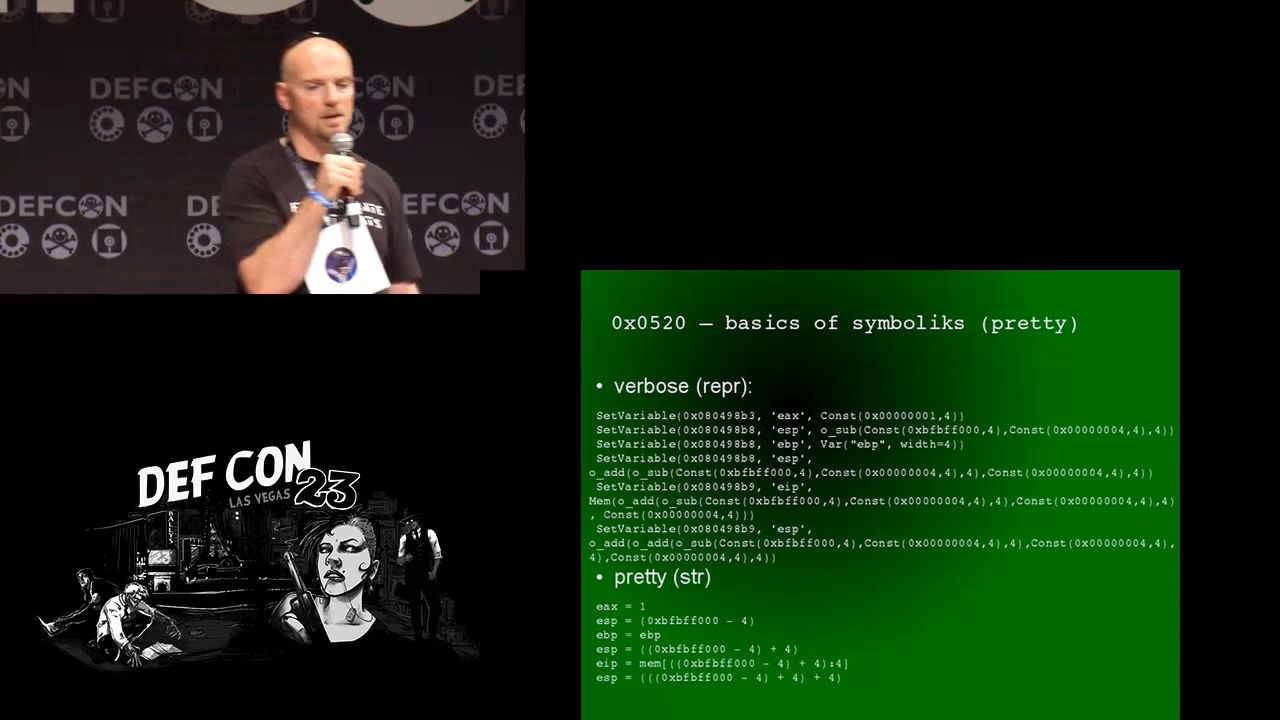 DEFCON
DEFCON
DEFCON
DEFCON
DEF CON 23
LAS VEGAS
BALLYS
0x0520 – basics of symboliks (pretty)
• verbose (repr):
SetVariable(0x080498b3, 'eax', Const(0x00000001,4))
SetVariable(0x080498b8, 'esp', o_sub(Const(0xbfbff000,4),Const(0x00000004,4),4))
SetVariable(0x080498b8, 'ebp', Var("ebp", width=4))
SetVariable(0x080498b8, 'esp',
o_add(o_sub(Const(0xbfbff000,4),Const(0x00000004,4),4),Const(0x00000004,4),4))
SetVariable(0x080498b9, 'eip',
Mem(o_add(o_sub(Const(0xbfbff000,4),Const(0x00000004,4),4),Const(0x00000004,4),4)
, Const(0x00000004,4)))
SetVariable(0x080498b9, 'esp',
o_add(o_add(o_sub(Const(0xbfbff000,4),Const(0x00000004,4),4),Const(0x00000004,4),
4),Const(0x00000004,4),4))
• pretty (str)
eax = 1
esp = (0xbfbff000 - 4)
ebp = ebp
esp = ((0xbfbff000 - 4) + 4)
eip = mem[((0xbfbff000 - 4) + 4):4]
esp = (((0xbfbff000 - 4) + 4) + 4)